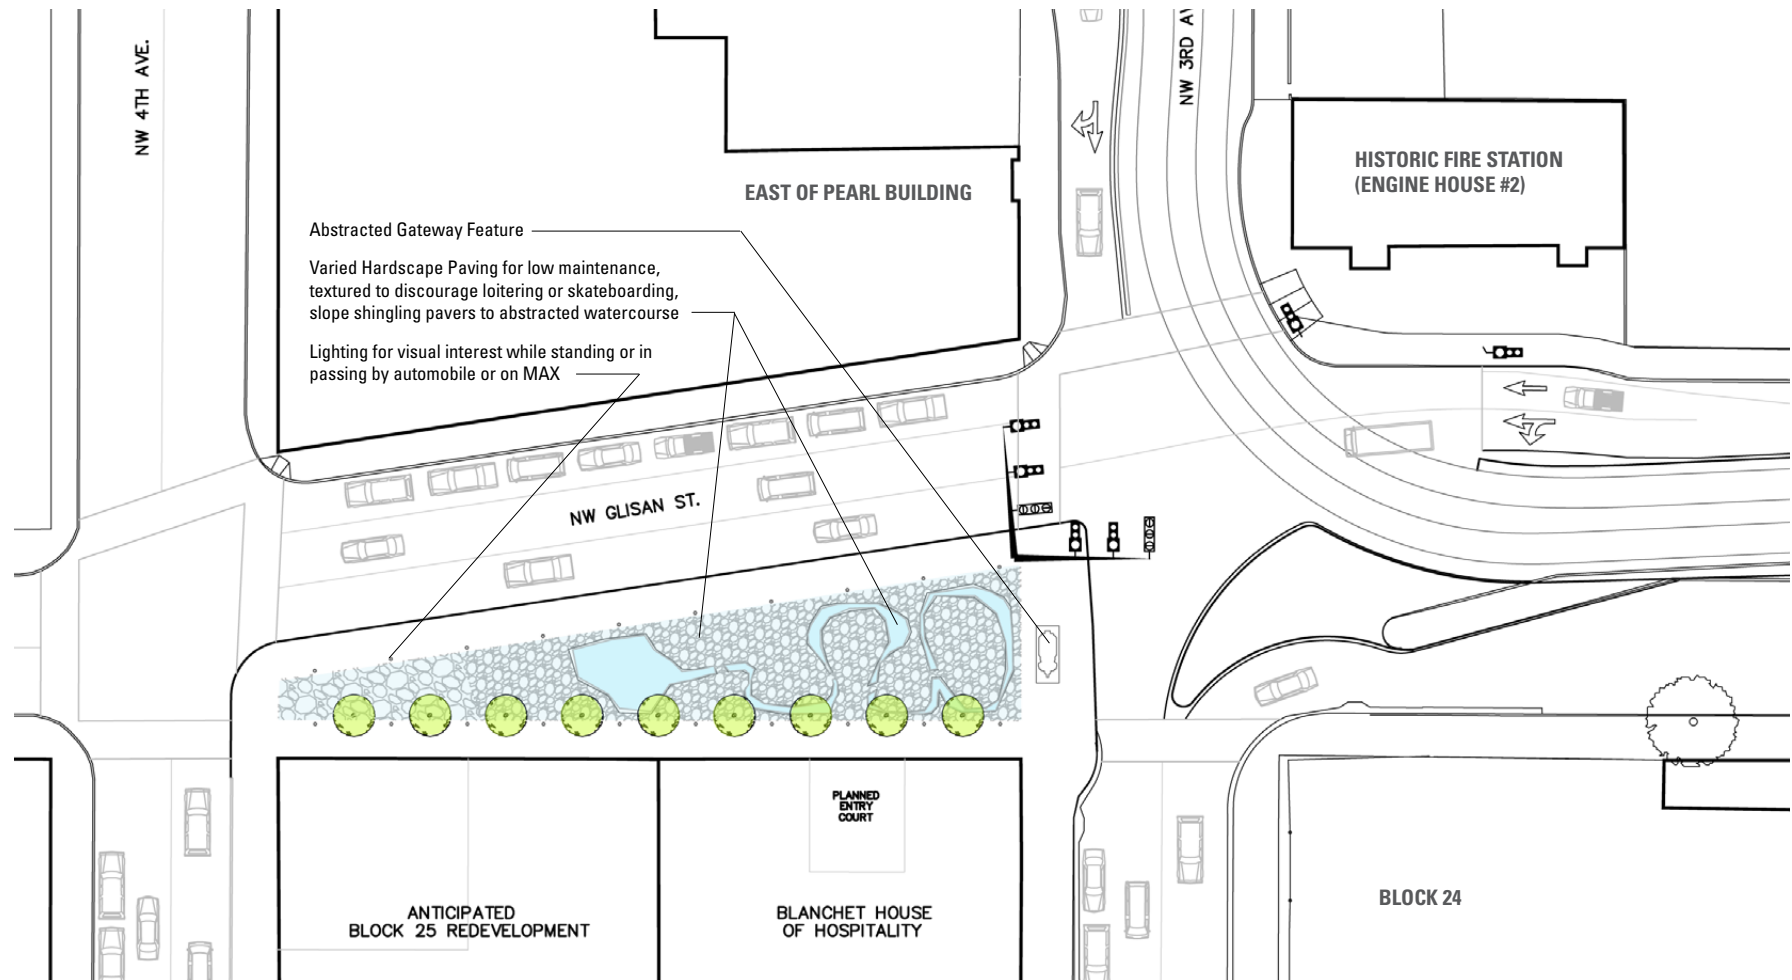 NW 4TH AVE.
NW 3RD AV
HISTORIC FIRE STATION
(ENGINE HOUSE #2)
EAST OF PEARL BUILDING
Abstracted Gateway Feature
Varied Hardscape Paving for low maintenance,
textured to discourage loitering or skateboarding,
slope shingling pavers to abstracted watercourse
Lighting for visual interest while standing or in
passing by automobile or on MAX
NW GLISAN ST.
PLANNED
ENTRY
COURT
ANTICIPATED
BLOCK 25 REDEVELOPMENT
BLANCHET HOUSE
OF HOSPITALITY
BLOCK 24